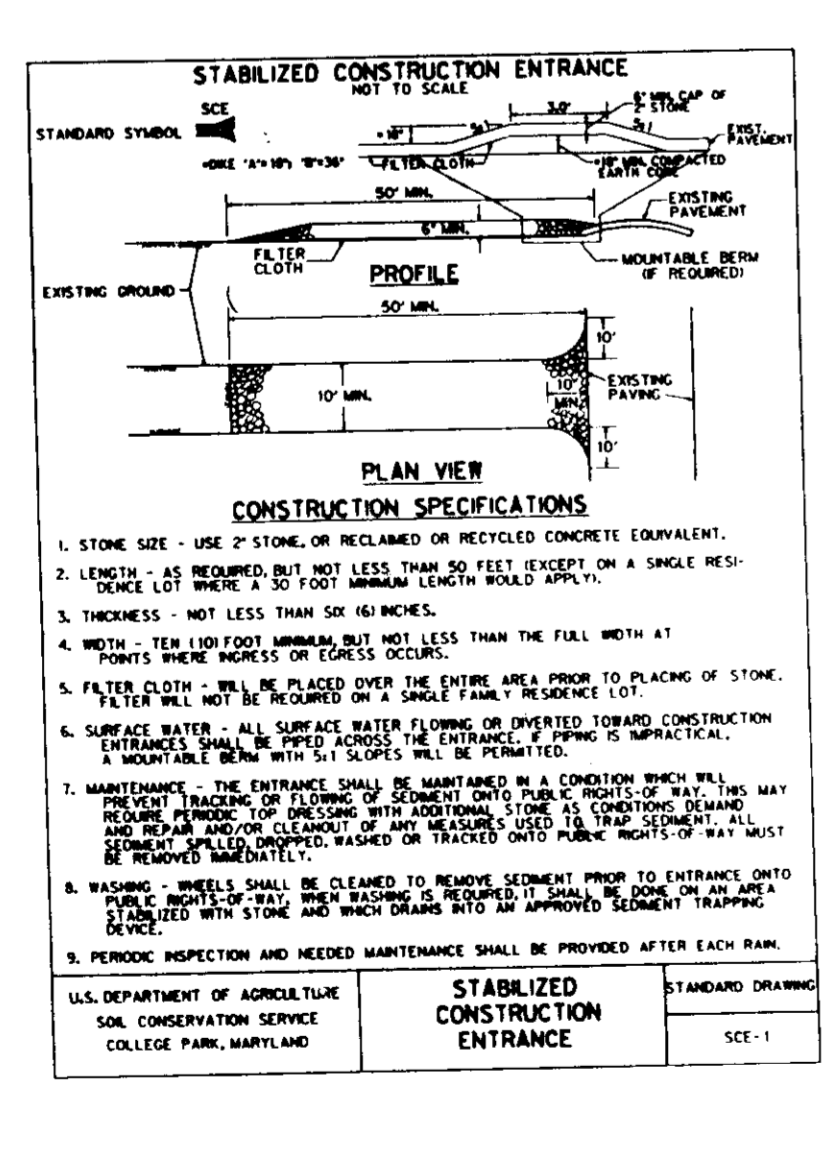 STABILIZED CONSTRUCTION ENTRANCE
NOT TO SCALE
SCE
STANDARD SYMBOL
3.0'
6" MIN. CAP OF
2" STONE
EXIST.
PAVEMENT
*18"
*DIKE "A"= 18"; "B"=36"
FILTER CLOTH
*18" MIN. COMPACTED
EARTH CORE
50' MIN.
EXISTING
PAVEMENT
6" MIN.
FILTER
CLOTH
PROFILE
MOUNTABLE BERM
(IF REQUIRED)
EXISTING GROUND
50' MIN.
10'
10' MIN.
10'
MIN.
EXISTING
PAVING
10'
PLAN VIEW
CONSTRUCTION SPECIFICATIONS
1. STONE SIZE - USE 2" STONE, OR RECLAIMED OR RECYCLED CONCRETE EQUIVALENT.
2. LENGTH - AS REQUIRED, BUT NOT LESS THAN 50 FEET (EXCEPT ON A SINGLE RESI-
DENCE LOT WHERE A 30 FOOT MINIMUM LENGTH WOULD APPLY).
3. THICKNESS - NOT LESS THAN SIX (6) INCHES.
4. WIDTH - TEN (10) FOOT MINIMUM, BUT NOT LESS THAN THE FULL WIDTH AT
POINTS WHERE INGRESS OR EGRESS OCCURS.
5. FILTER CLOTH - WILL BE PLACED OVER THE ENTIRE AREA PRIOR TO PLACING OF STONE.
FILTER WILL NOT BE REQUIRED ON A SINGLE FAMILY RESIDENCE LOT.
6. SURFACE WATER - ALL SURFACE WATER FLOWING OR DIVERTED TOWARD CONSTRUCTION
ENTRANCES SHALL BE PIPED ACROSS THE ENTRANCE. IF PIPING IS IMPRACTICAL,
A MOUNTABLE BERM WITH 5:1 SLOPES WILL BE PERMITTED.
7. MAINTENANCE - THE ENTRANCE SHALL BE MAINTAINED IN A CONDITION WHICH WILL
PREVENT TRACKING OR FLOWING OF SEDIMENT ONTO PUBLIC RIGHTS-OF WAY. THIS MAY
REQUIRE PERIODIC TOP DRESSING WITH ADDITIONAL STONE AS CONDITIONS DEMAND
AND REPAIR AND/OR CLEANOUT OF ANY MEASURES USED TO TRAP SEDIMENT. ALL
SEDIMENT SPILLED, DROPPED, WASHED OR TRACKED ONTO PUBLIC RIGHTS-OF-WAY MUST
BE REMOVED IMMEDIATELY.
8. WASHING - WHEELS SHALL BE CLEANED TO REMOVE SEDIMENT PRIOR TO ENTRANCE ONTO
PUBLIC RIGHTS-OF-WAY, WHEN WASHING IS REQUIRED, IT SHALL BE DONE ON AN AREA
STABILIZED WITH STONE AND WHICH DRAINS INTO AN APPROVED SEDIMENT TRAPPING
DEVICE.
9. PERIODIC INSPECTION AND NEEDED MAINTENANCE SHALL BE PROVIDED AFTER EACH RAIN.
U.S. DEPARTMENT OF AGRICULTURE
SOIL CONSERVATION SERVICE
COLLEGE PARK, MARYLAND
STABILIZED
CONSTRUCTION
ENTRANCE
STANDARD DRAWING
SCE-1